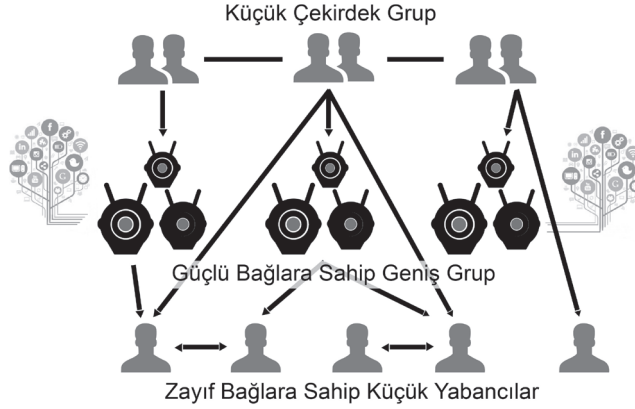 Küçük Çekirdek Grup
Güçlü Bağlara Sahip Geniş Grup
Zayıf Bağlara Sahip Küçük Yabancılar